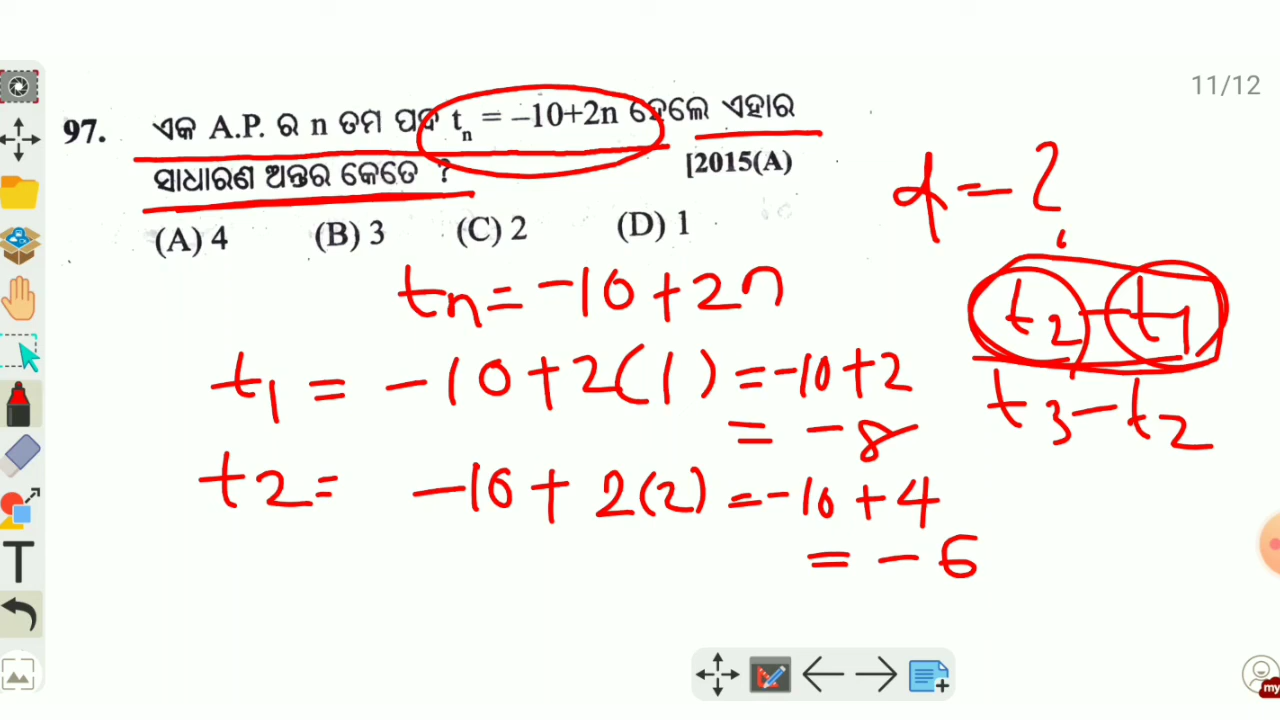 11/12
97. ଏକ A.P. ର n ତମ ପଦ tn = –10+2n ହେଲେ ଏହାର
ସାଧାରଣ ଅନ୍ତର କେତେ ? [2015(A)
(A) 4 (B) 3 (C) 2 (D) 1
d = ?
tn = -10 + 2n
t2 - t1
t1 = -10 + 2(1) = -10 + 2
= -8
t3 - t2
t2 = -10 + 2(2) = -10 + 4
= -6
T
my